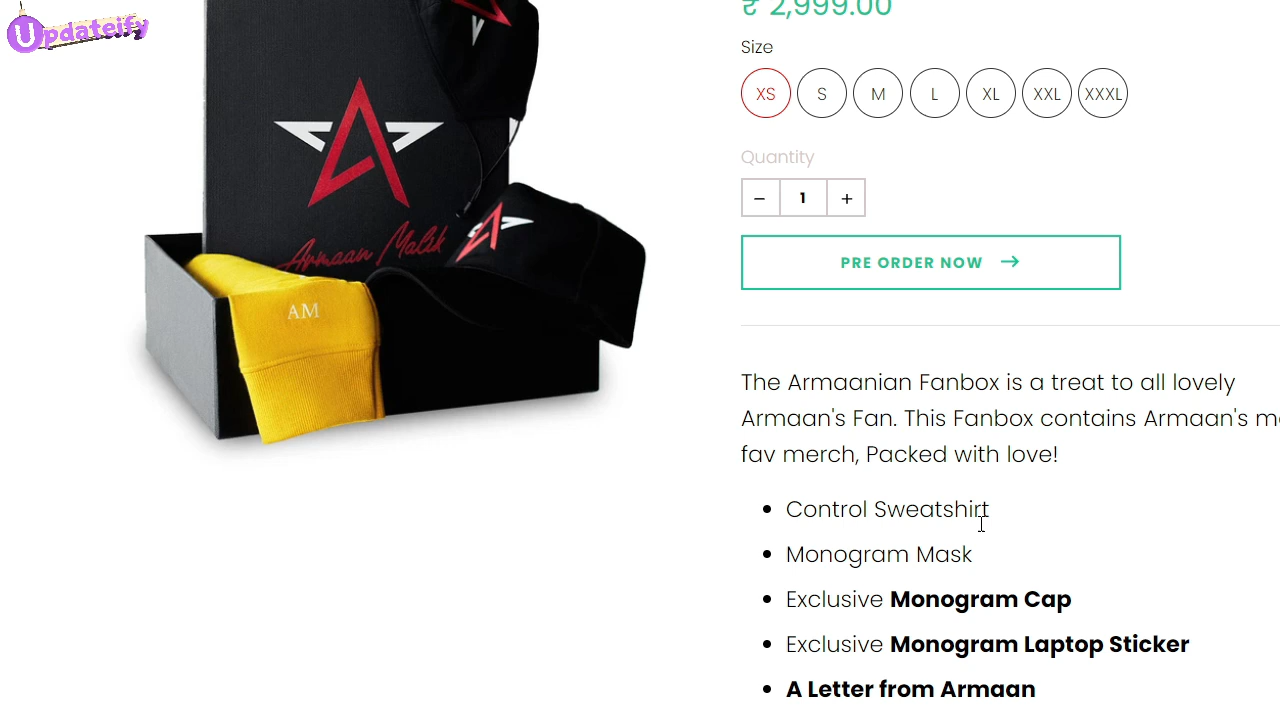 Updateify
₹ 2,999.00
Size
XS S M L XL XXL XXXL
Quantity
− 1 +
PRE ORDER NOW →
Armaan Malik
AM
The Armaanian Fanbox is a treat to all lovely
Armaan's Fan. This Fanbox contains Armaan's
fav merch, Packed with love!
• Control Sweatshirt
• Monogram Mask
• Exclusive Monogram Cap
• Exclusive Monogram Laptop Sticker
• A Letter from Armaan